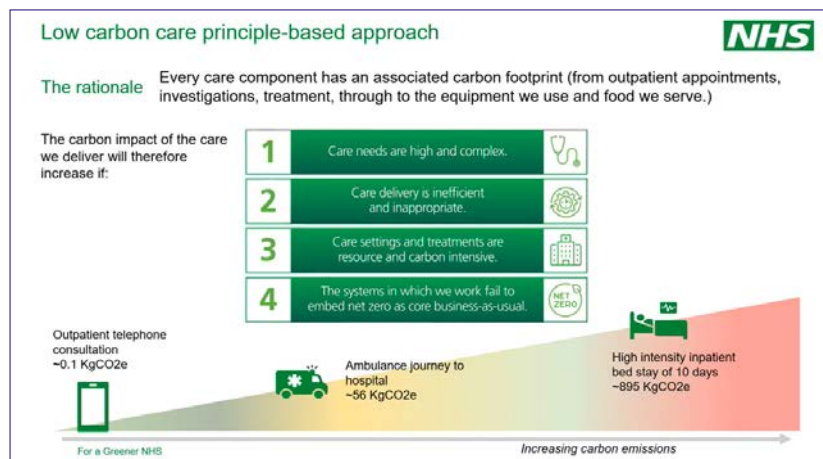 Low carbon care principle-based approach
NHS
The rationale
Every care component has an associated carbon footprint (from outpatient appointments,
investigations, treatment, through to the equipment we use and food we serve.)
The carbon impact of the care
we deliver will therefore
increase if:
1
Care needs are high and complex.
2
Care delivery is inefficient
and inappropriate.
3
Care settings and treatments are
resource and carbon intensive.
4
The systems in which we work fail to
embed net zero as core business-as-usual.
NET
ZERO
Outpatient telephone
consultation
~0.1 KgCO2e
Ambulance journey to
hospital
~56 KgCO2e
High intensity inpatient
bed stay of 10 days
~895 KgCO2e
For a Greener NHS
Increasing carbon emissions